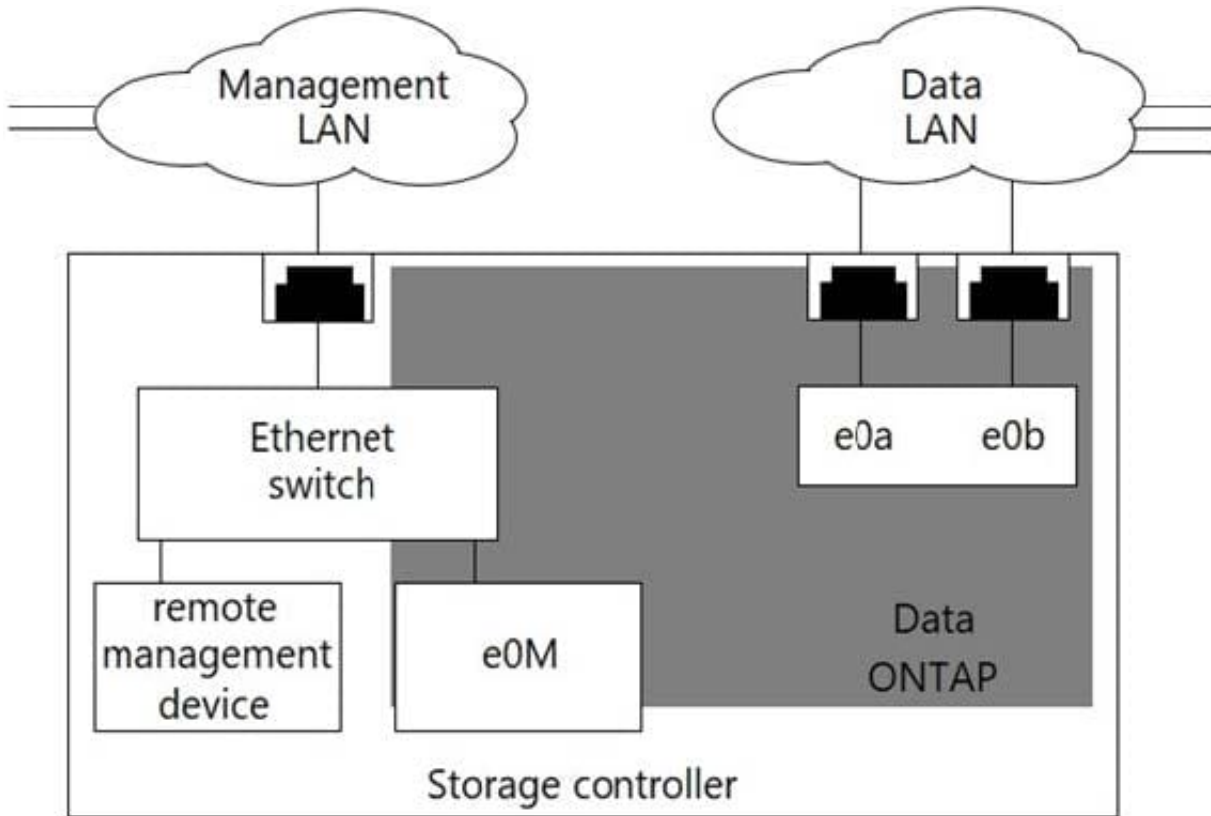 Management
LAN
Data
LAN
Ethernet
switch
e0a
e0b
remote
management
device
e0M
Data
ONTAP
Storage controller